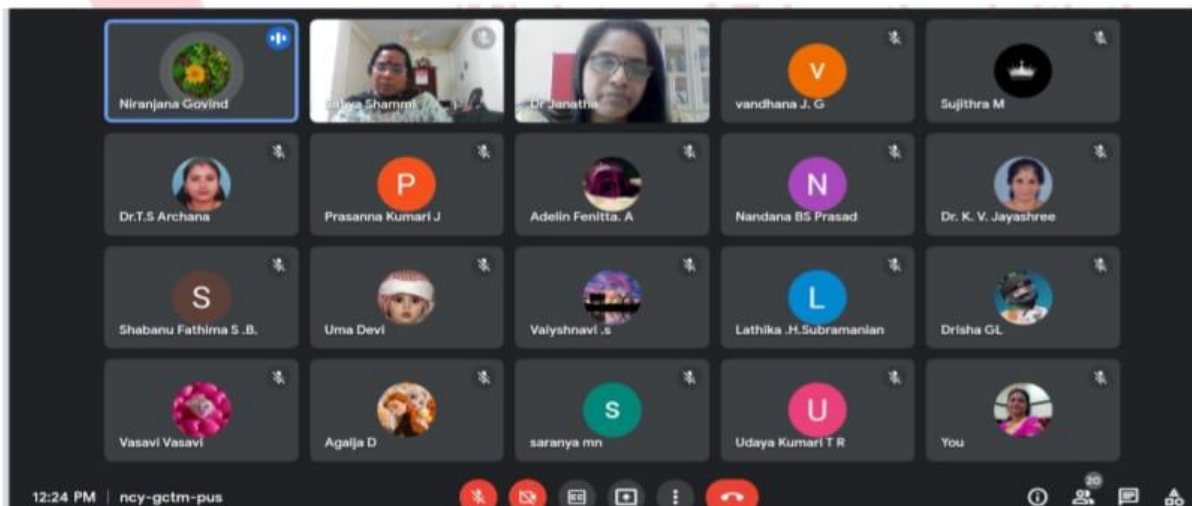 Niranjana Govind
Shammi
Dr Janatha
V
vandhana J. G
Sujithra M
Dr.T.S Archana
P
Prasanna Kumari J
Adelin Fenitta. A
N
Nandana BS Prasad
Dr. K. V. Jayashree
S
Shabanu Fathima S .B.
Uma Devi
Vaiyshnavi .s
L
Lathika .H.Subramanian
Drisha GL
Vasavi Vasavi
Agalja D
S
saranya mn
U
Udaya Kumari T R
You
12:24 PM | ncy-gctm-pus
CC
20